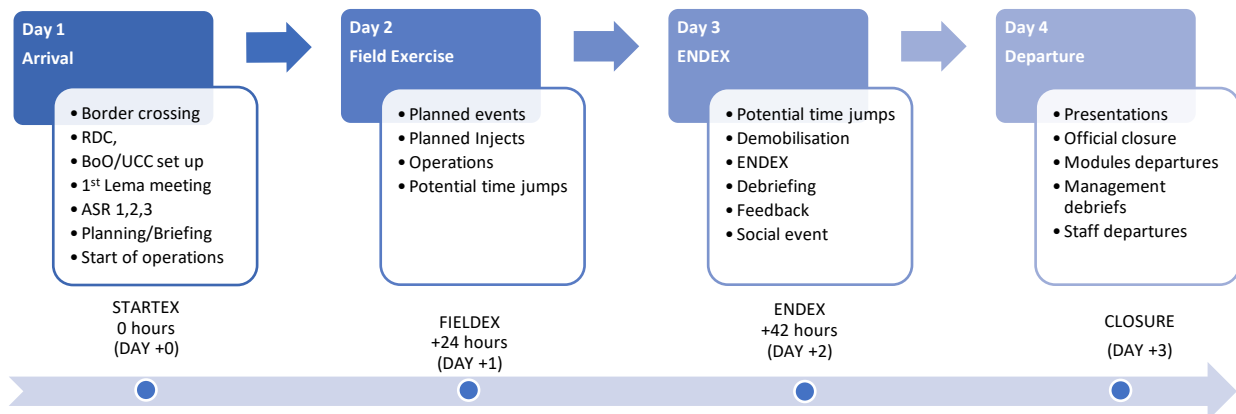 Day 1
Arrival
• Border crossing
• RDC,
• BoO/UCC set up
• 1st Lema meeting
• ASR 1,2,3
• Planning/Briefing
• Start of operations
Day 2
Field Exercise
• Planned events
• Planned Injects
• Operations
• Potential time jumps
Day 3
ENDEX
• Potential time jumps
• Demobilisation
• ENDEX
• Debriefing
• Feedback
• Social event
Day 4
Departure
• Presentations
• Official closure
• Modules departures
• Management
debriefs
• Staff departures
STARTEX
0 hours
(DAY +0)
FIELDEX
+24 hours
(DAY +1)
ENDEX
+42 hours
(DAY +2)
CLOSURE
(DAY +3)